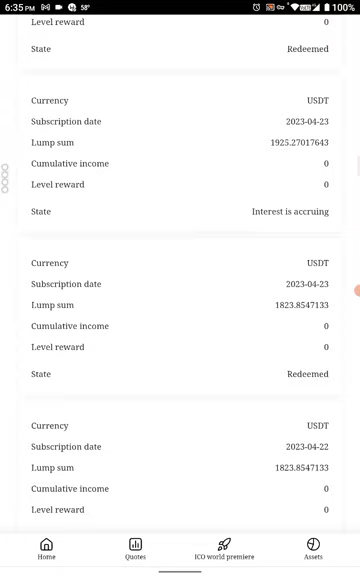 6:35 PM 58° 100%
Level reward 0
State Redeemed
Currency USDT
Subscription date 2023-04-23
Lump sum 1925.27017643
Cumulative income 0
Level reward 0
State Interest is accruing
Currency USDT
Subscription date 2023-04-23
Lump sum 1823.8547133
Cumulative income 0
Level reward 0
State Redeemed
Currency USDT
Subscription date 2023-04-22
Lump sum 1823.8547133
Cumulative income 0
Level reward 0
Home Quotes ICO world premiere Assets